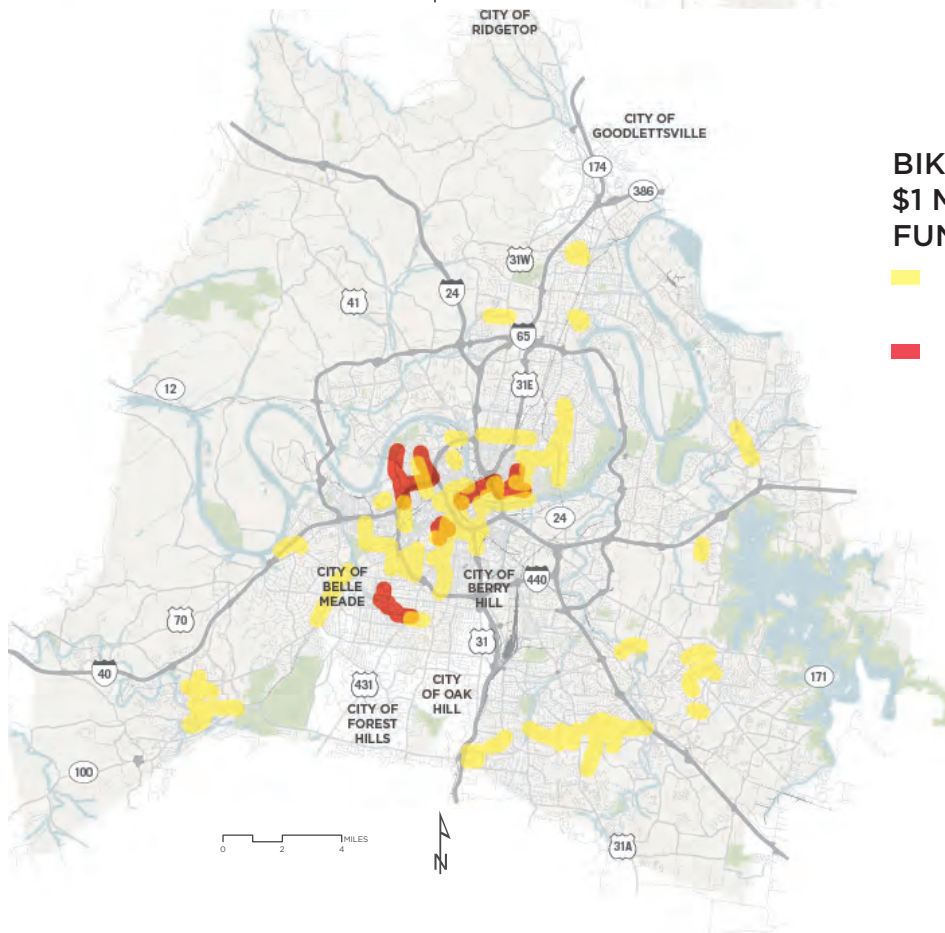 CITY OF
RIDGETOP
CITY OF
GOODLETTSVILLE
174
386
BIK
$1 N
FUN
31W
24
41
65
31E
12
24
CITY OF
BELLE
MEADE
CITY OF
BERRY
HILL
440
70
31
40
431
CITY
OF OAK
HILL
171
CITY OF
FOREST
HILLS
100
MILES
0 2 4
N
31A